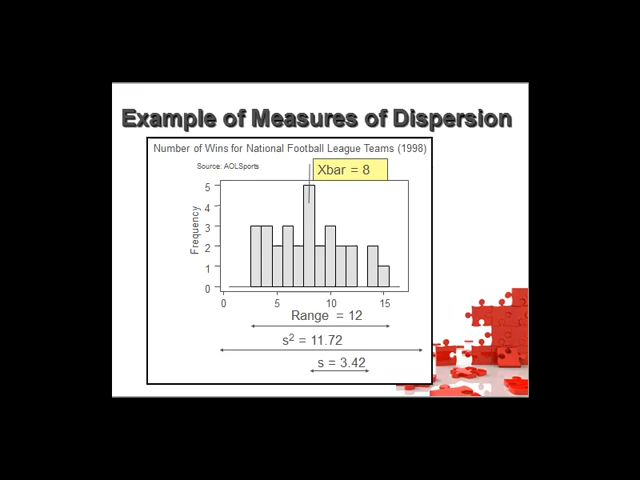 Example of Measures of Dispersion
Number of Wins for National Football League Teams (1998)
Source: AOLSports
Xbar = 8
Frequency
5
4
3
2
1
0
0 5 10 15
Range = 12
s² = 11.72
s = 3.42